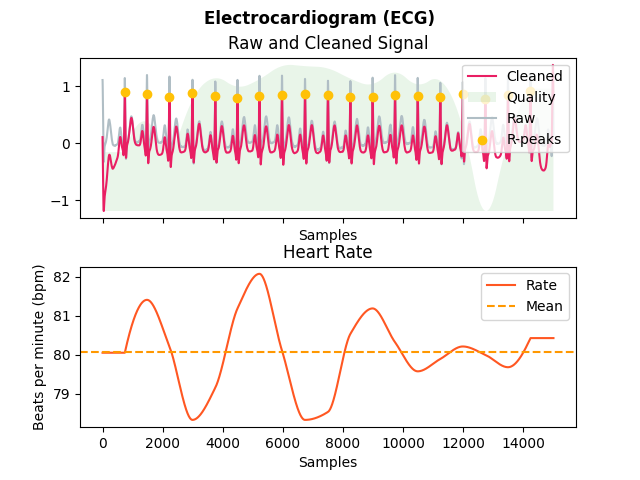 Electrocardiogram (ECG)
Raw and Cleaned Signal
1
0
−1
Cleaned
Quality
Raw
R-peaks
Samples
Heart Rate
82
81
80
79
Beats per minute (bpm)
Rate
Mean
0 2000 4000 6000 8000 10000 12000 14000
Samples